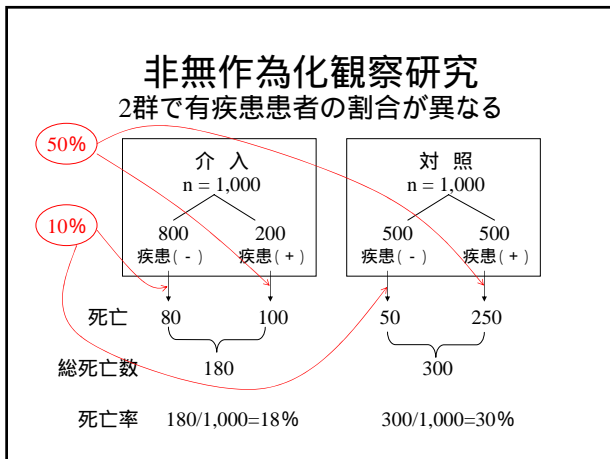 非無作為化観察研究
2群で有疾患患者の割合が異なる
50%
介 入
n = 1,000
対 照
n = 1,000
10%
800
200
500
500
疾患( - )
疾患( + )
疾患( - )
疾患( + )
死亡
80
100
50
250
総死亡数
180
300
死亡率
180/1,000=18%
300/1,000=30%